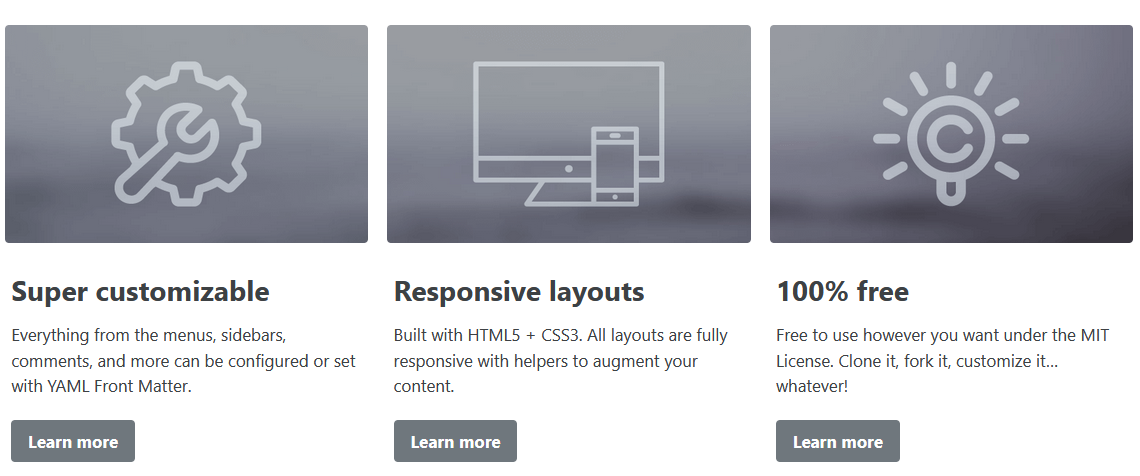 Super customizable
Everything from the menus, sidebars,
comments, and more can be configured or set
with YAML Front Matter.
Learn more
Responsive layouts
Built with HTML5 + CSS3. All layouts are fully
responsive with helpers to augment your
content.
Learn more
C
100% free
Free to use however you want under the MIT
License. Clone it, fork it, customize it...
whatever!
Learn more